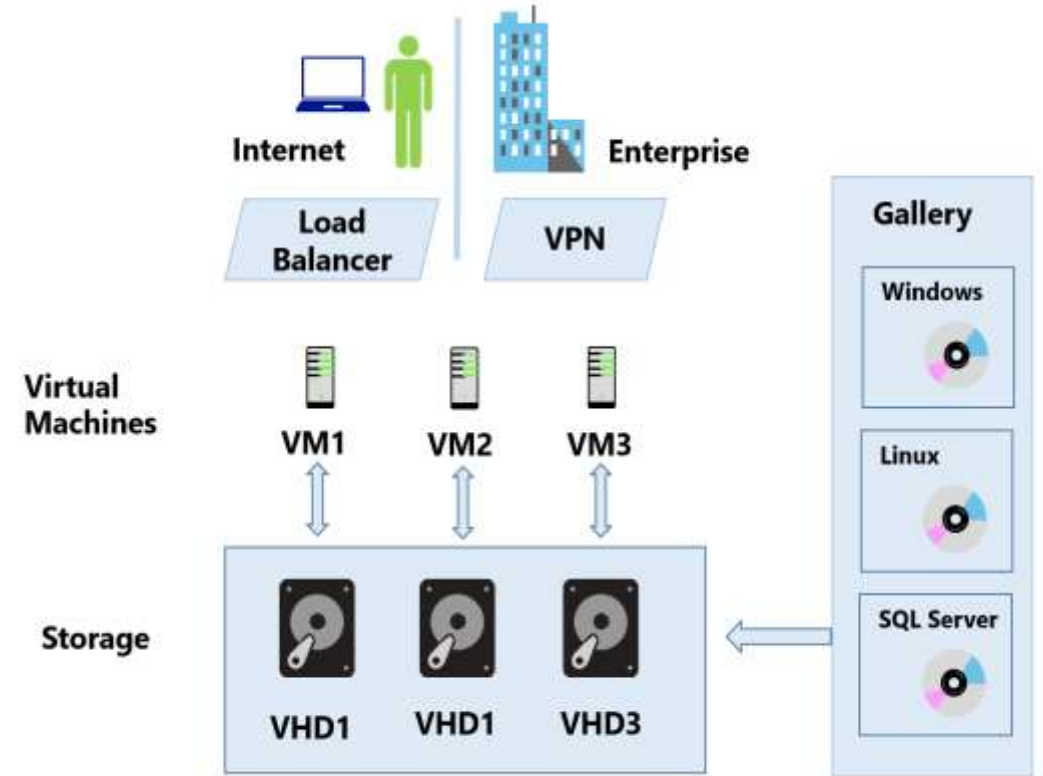 Internet
Enterprise
Load
Balancer
VPN
Gallery
Windows
Virtual
Machines
VM1
VM2
VM3
Linux
Storage
SQL Server
VHD1
VHD1
VHD3